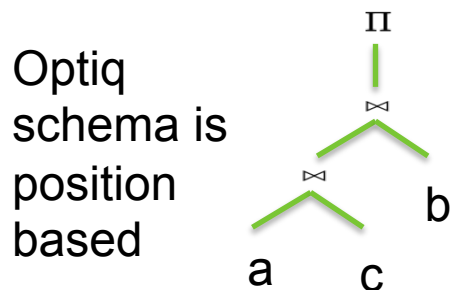 Optiq
schema is
position
based
Π
⋈
⋈
b
a c